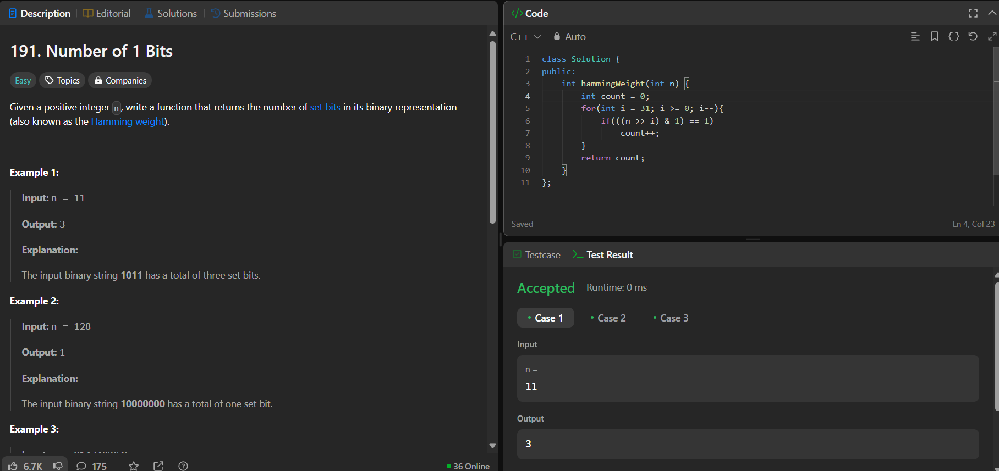 Description
Editorial
Solutions
Submissions
191. Number of 1 Bits
Easy
Topics
Companies
Given a positive integer n, write a function that returns the number of set bits in its binary representation
(also known as the Hamming weight).
Example 1:
Input: n = 11
Output: 3
Explanation:
The input binary string 1011 has a total of three set bits.
Example 2:
Input: n = 128
Output: 1
Explanation:
The input binary string 10000000 has a total of one set bit.
Example 3:
6.7K
175
36 Online
</> Code
C++
Auto
1 class Solution {
2 public:
3     int hammingWeight(int n) {
4         int count = 0;
5         for(int i = 31; i >= 0; i--){
6             if(((n >> i) & 1) == 1)
7                 count++;
8         }
9         return count;
10     }
11 };
Saved
Ln 4, Col 23
Testcase
Test Result
Accepted
Runtime: 0 ms
Case 1
Case 2
Case 3
Input
n =
11
Output
3